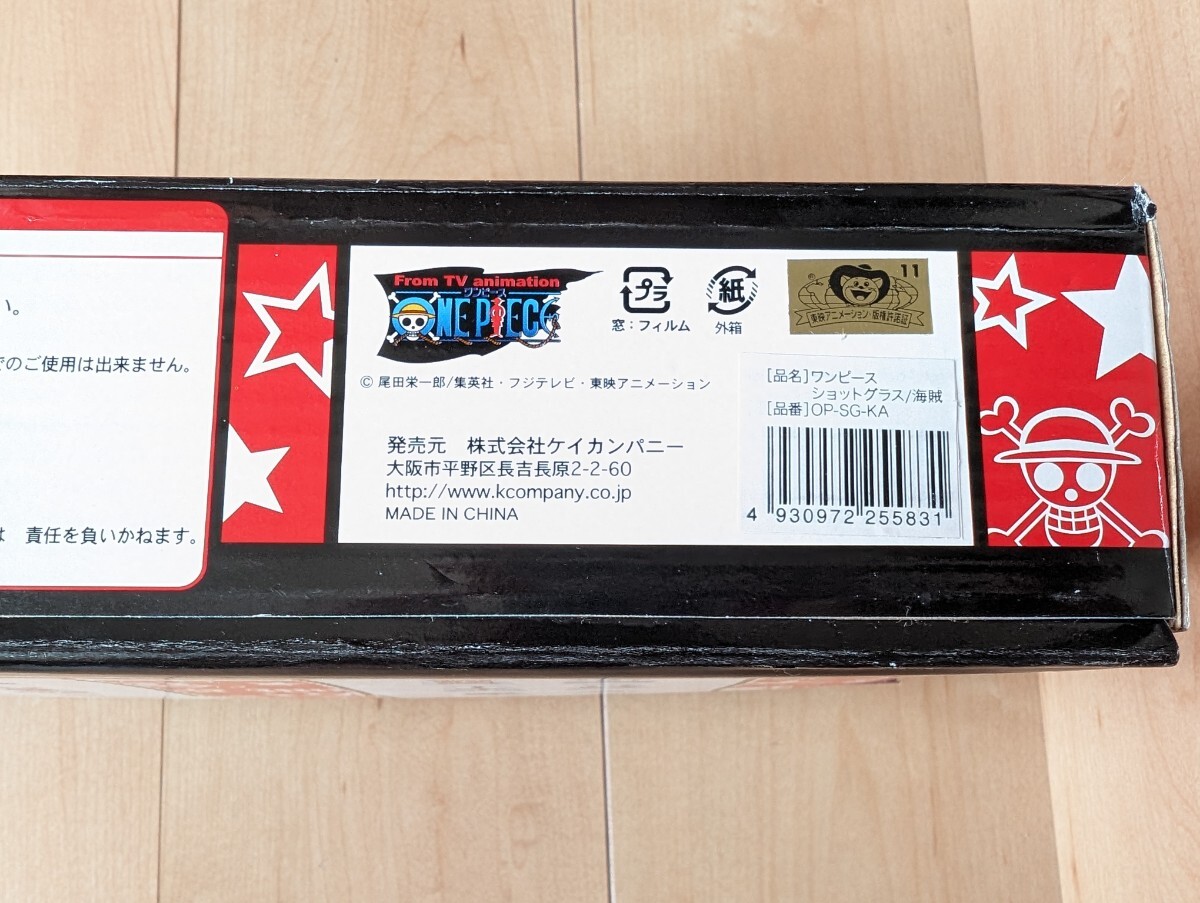 い。
でのご使用は出来ません。
は 責任を負いかねます。
From TV animation
ワンピース
ONE PIECE
プラ
窓：フィルム
紙
外箱
11
東映アニメーション・版権許諾証
© 尾田栄一郎/集英社・フジテレビ・東映アニメーション
発売元 株式会社ケイカンパニー
大阪市平野区長吉長原2-2-60
http://www.kcompany.co.jp
MADE IN CHINA
[品名]ワンピース
ショットグラス/海賊
[品番]OP-SG-KA
4 930972 255831